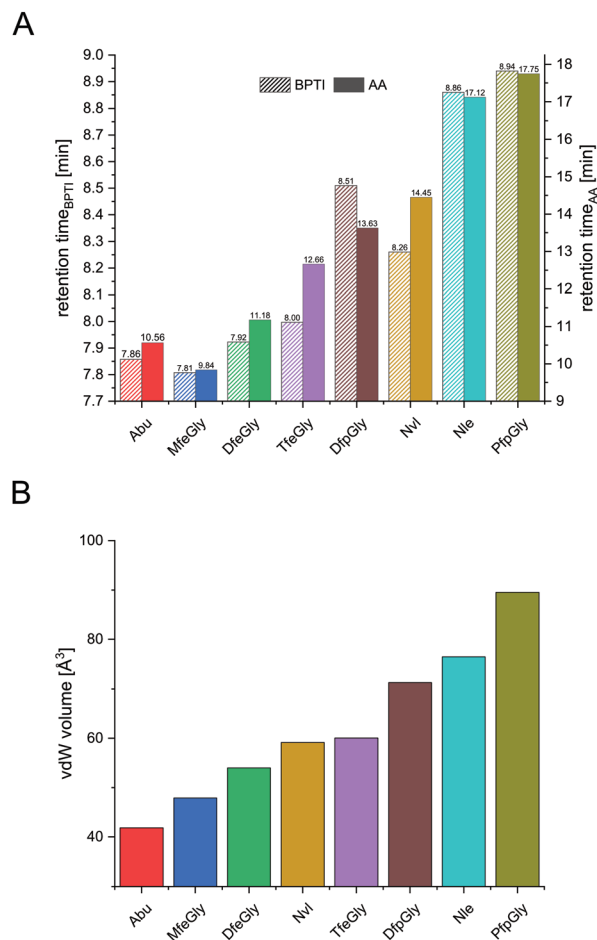 A
BPTI
AA
retention timeBPTI [min]
9.0
8.9
8.8
8.7
8.6
8.5
8.4
8.3
8.2
8.1
8.0
7.9
7.8
7.7
7.86
10.56
7.81
9.84
7.92
11.18
8.00
12.66
8.51
13.63
8.26
14.45
8.86
17.12
8.94
17.75
18
17
16
15
14
13
12
11
10
9
retention timeAA [min]
Abu
MfeGly
DfeGly
TfeGly
DfpGly
Nvl
Nle
PfpGly
B
vdW volume [Å³]
100
80
60
40
Abu
MfeGly
DfeGly
Nvl
TfeGly
DfpGly
Nle
PfpGly